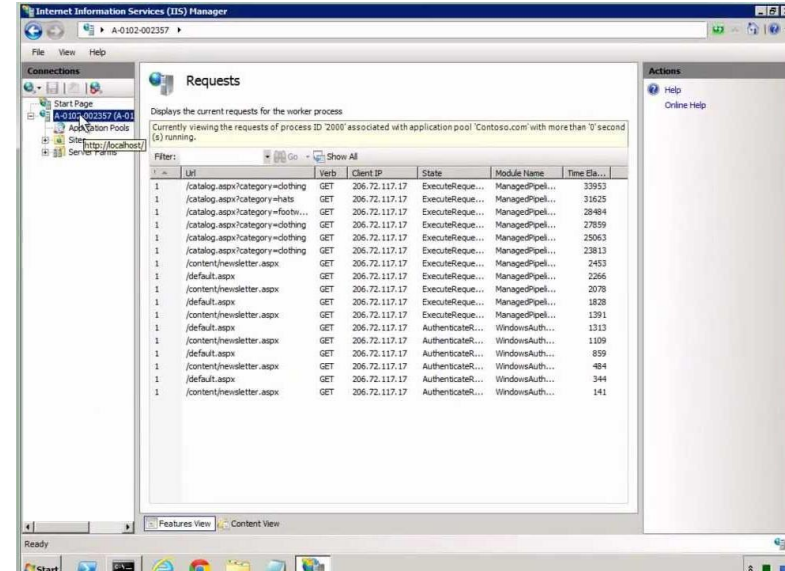 Internet Information Services (IIS) Manager
A-0102-002357
File View Help
Connections
Start Page
A-0102-002357 (A-01
Application Pools
Sites
http://localhost/
Server Farms
Requests
Displays the current requests for the worker process
Currently viewing the requests of process ID '2000' associated with application pool 'Contoso.com' with more than '0' second
(s) running.
Filter: Go Show All
Url Verb Client IP State Module Name Time Ela...
1 /catalog.aspx?category=clothing GET 206.72.117.17 ExecuteReque... ManagedPipeli... 33953
1 /catalog.aspx?category=hats GET 206.72.117.17 ExecuteReque... ManagedPipeli... 31625
1 /catalog.aspx?category=footw... GET 206.72.117.17 ExecuteReque... ManagedPipeli... 28484
1 /catalog.aspx?category=clothing GET 206.72.117.17 ExecuteReque... ManagedPipeli... 27859
1 /catalog.aspx?category=clothing GET 206.72.117.17 ExecuteReque... ManagedPipeli... 25063
1 /catalog.aspx?category=clothing GET 206.72.117.17 ExecuteReque... ManagedPipeli... 23813
1 /content/newsletter.aspx GET 206.72.117.17 ExecuteReque... ManagedPipeli... 2453
1 /default.aspx GET 206.72.117.17 ExecuteReque... ManagedPipeli... 2266
1 /content/newsletter.aspx GET 206.72.117.17 ExecuteReque... ManagedPipeli... 2078
1 /default.aspx GET 206.72.117.17 ExecuteReque... ManagedPipeli... 1828
1 /content/newsletter.aspx GET 206.72.117.17 ExecuteReque... ManagedPipeli... 1391
1 /default.aspx GET 206.72.117.17 AuthenticateR... WindowsAuth... 1313
1 /content/newsletter.aspx GET 206.72.117.17 AuthenticateR... WindowsAuth... 1109
1 /default.aspx GET 206.72.117.17 AuthenticateR... WindowsAuth... 859
1 /content/newsletter.aspx GET 206.72.117.17 AuthenticateR... WindowsAuth... 484
1 /default.aspx GET 206.72.117.17 AuthenticateR... WindowsAuth... 344
1 /content/newsletter.aspx GET 206.72.117.17 AuthenticateR... WindowsAuth... 141
Features View Content View
Actions
Help
Online Help
Ready
Start